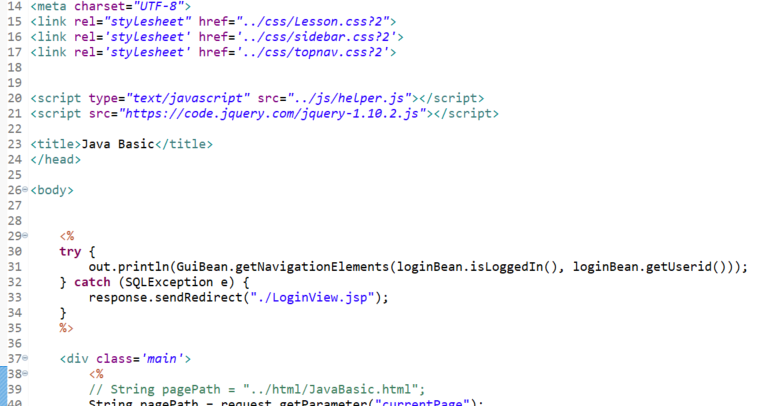 14 <meta charset="UTF-8">
15 <link rel="stylesheet" href="../css/Lesson.css?2">
16 <link rel='stylesheet' href='../css/sidebar.css?2'>
17 <link rel='stylesheet' href='../css/topnav.css?2'>
18
19
20 <script type="text/javascript" src="../js/helper.js"></script>
21 <script src="https://code.jquery.com/jquery-1.10.2.js"></script>
22
23 <title>Java Basic</title>
24 </head>
25
26 <body>
27
28
29 <%
30 try {
31 out.println(GuiBean.getNavigationElements(loginBean.isLoggedIn(), loginBean.getUserid()));
32 } catch (SQLException e) {
33 response.sendRedirect("./LoginView.jsp");
34 }
35 %>
36
37 <div class='main'>
38 <%
39 // String pagePath = "../html/JavaBasic.html";
40 String pagePath = request.getParameter("currentPage");